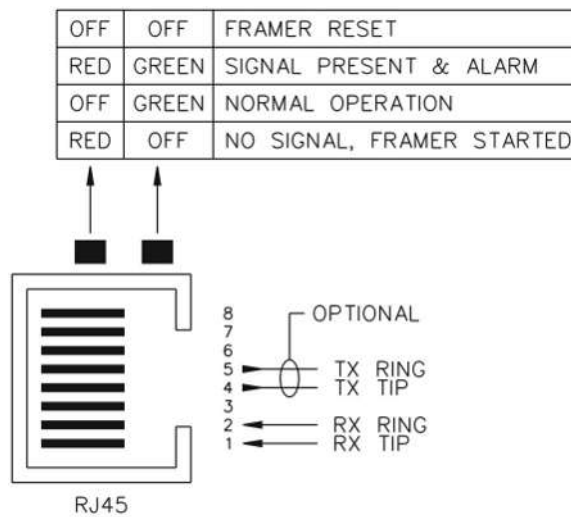 OFF OFF FRAMER RESET
RED GREEN SIGNAL PRESENT & ALARM
OFF GREEN NORMAL OPERATION
RED OFF NO SIGNAL, FRAMER STARTED
8 OPTIONAL
7
6
5 TX RING
4 TX TIP
3
2 RX RING
1 RX TIP
RJ45